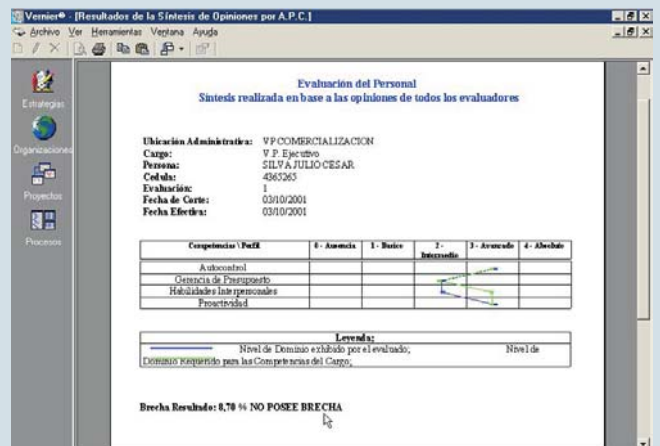 Vernier® - [Resultados de la Síntesis de Opiniones por A.P.C.]
Archivo Ver Herramientas Ventana Ayuda
Estrategias
Organizaciones
Proyectos
Procesos
Evaluación del Personal
Síntesis realizada en base a las opiniones de todos los evaluadores
Ubicación Administrativa: VP COMERCIALIZACION
Cargo: V.P. Ejecutivo
Persona: SILVA JULIO CESAR
Cedula: 4365265
Evaluación: 1
Fecha de Corte: 03/10/2001
Fecha Efectiva: 03/10/2001
Competencias \ Perfil 0 - Ausencia 1 - Basico 2 - Intermedio 3 - Avanzado 4 - Absoluto
Autocontrol
Gerencia de Presupuesto
Habilidades Interpersonales
Proactividad
Leyenda:
Nivel de Dominio exhibido por el evaluado; Nivel de
Dominio Requerido para las Competencias del Cargo;
Brecha Resultado: 8,70 % NO POSEE BRECHA